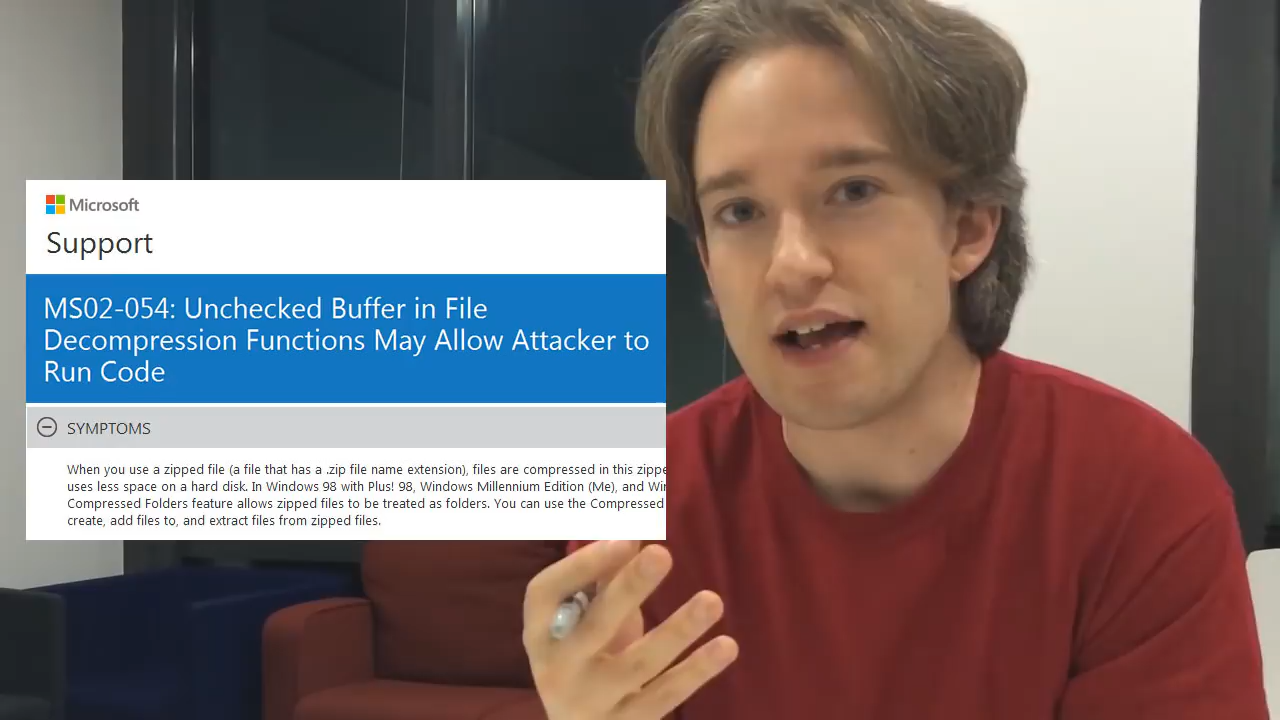 Microsoft
Support
MS02-054: Unchecked Buffer in File
Decompression Functions May Allow Attacker to
Run Code
SYMPTOMS
When you use a zipped file (a file that has a .zip file name extension), files are compressed in this
uses less space on a hard disk. In Windows 98 with Plus! 98, Windows Millennium Edition (Me), and
Compressed Folders feature allows zipped files to be treated as folders. You can use the Compressed
create, add files to, and extract files from zipped files.